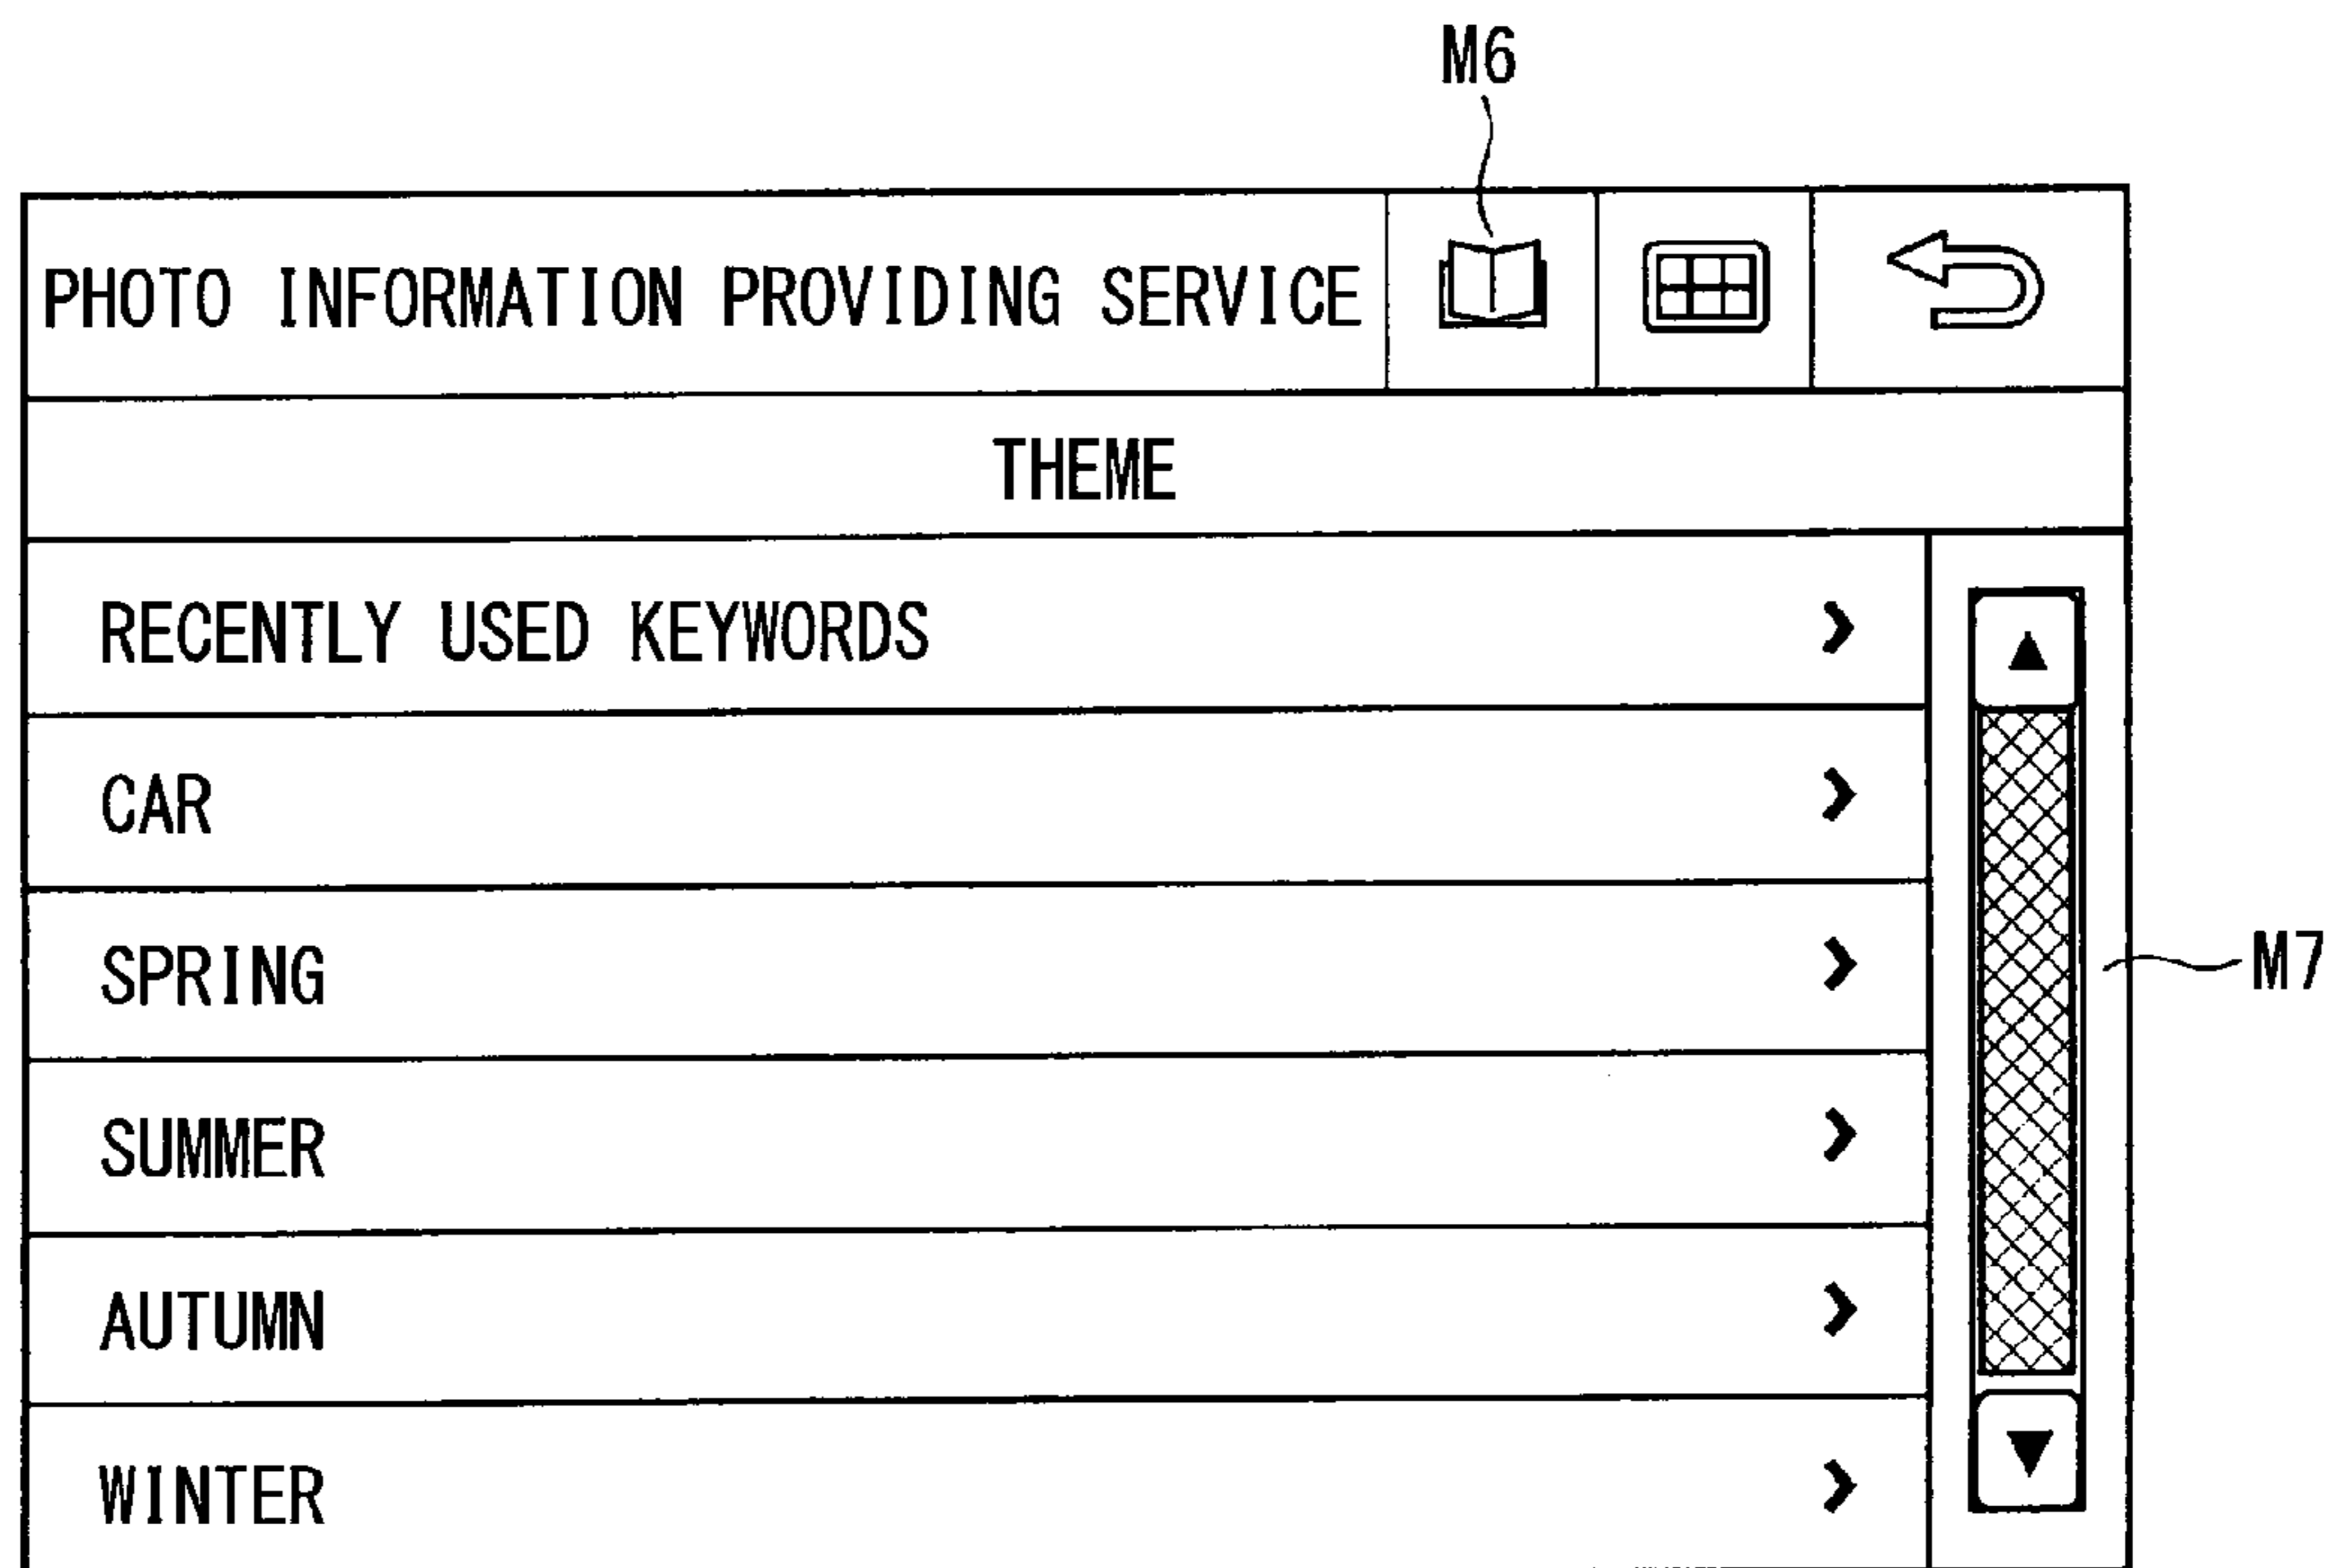 M6
PHOTO INFORMATION PROVIDING SERVICE
THEME
RECENTLY USED KEYWORDS
CAR
SPRING
M7
SUMMER
AUTUMN
WINTER